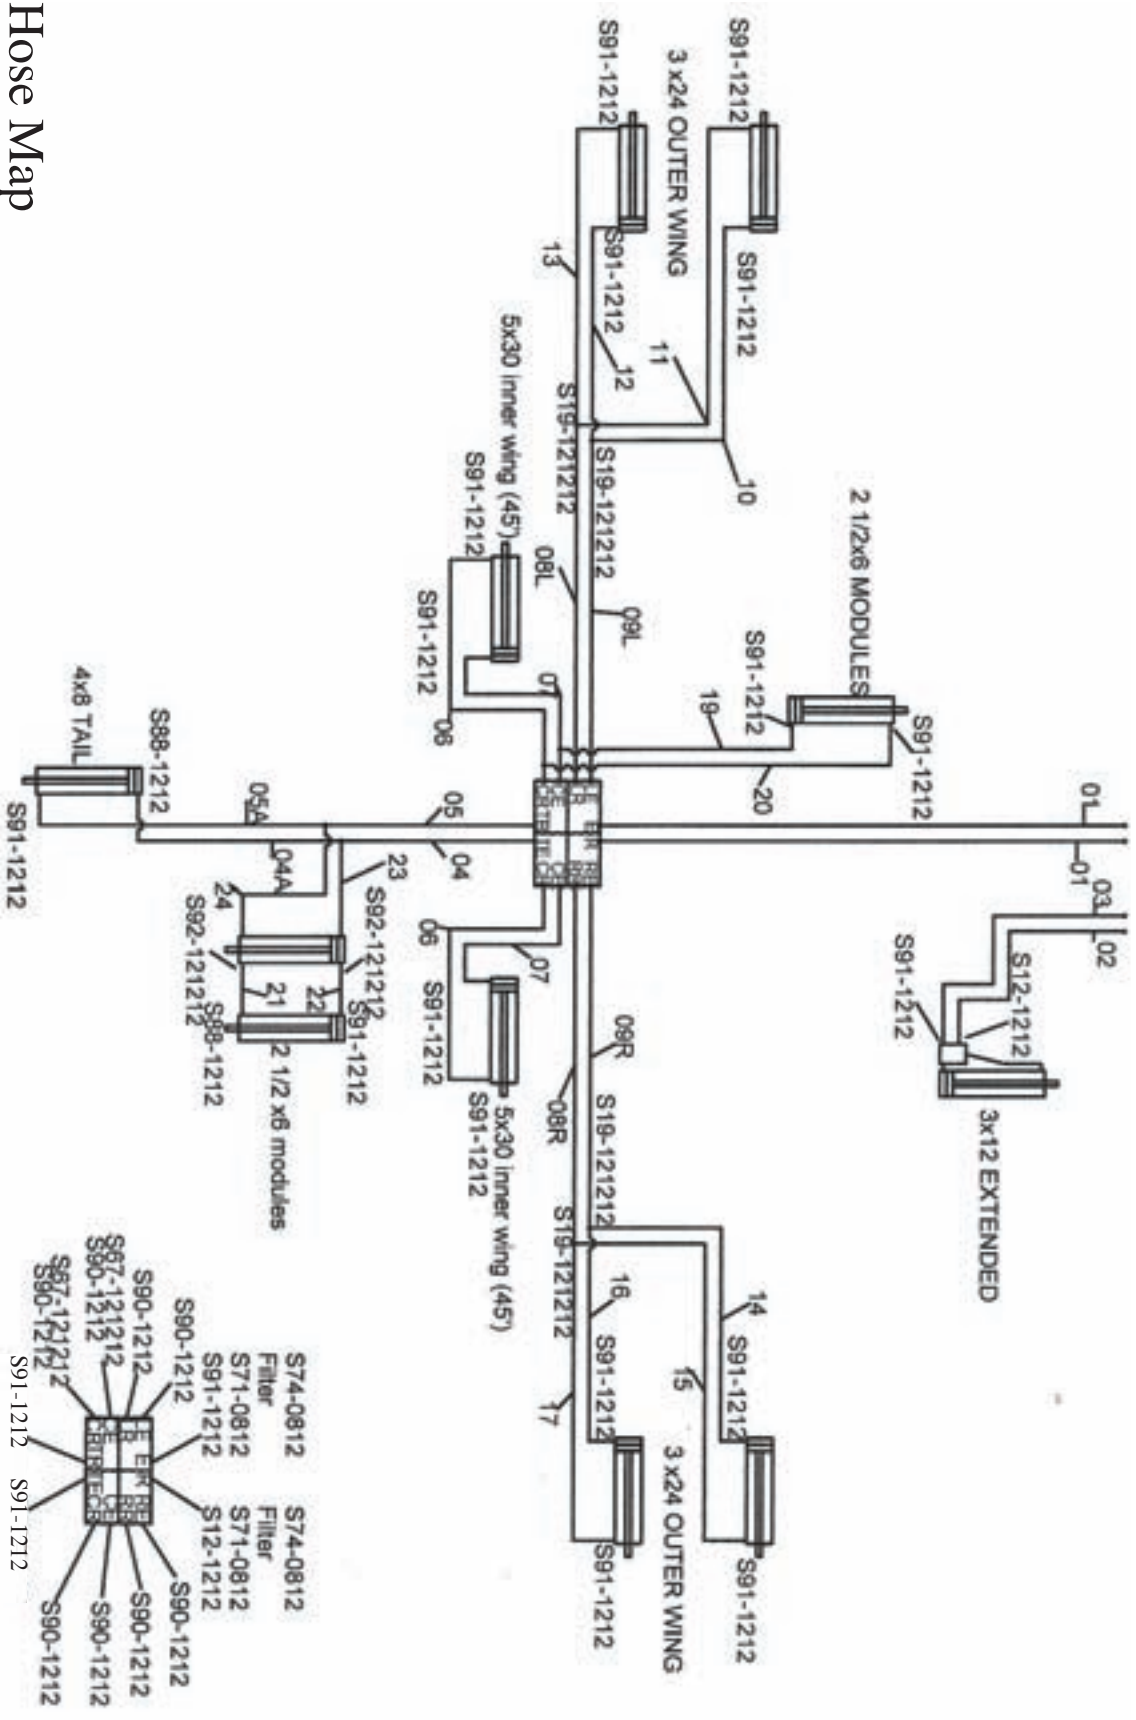 Hose Map
01
01
03
02
S91-1212
S12-1212
3x12 EXTENDED
2 1/2x6 MODULES
S91-1212
S91-1212
19
20
S91-1212
S91-1212
3 x24 OUTER WING
S91-1212
S91-1212
10
11
12
13
S19-121212
S19-121212
09L
08L
5x30 inner wing (45')
S91-1212
S91-1212
07
06
14
S91-1212
S91-1212
15
3 x24 OUTER WING
16
S91-1212
S91-1212
17
S19-121212
S19-121212
09R
08R
5x30 inner wing (45')
S91-1212
S91-1212
07
06
05
04
05A
04A
4x8 TAIL
S88-1212
S91-1212
23
24
S92-121212
S92-121212
21
22
S91-1212
S88-1212
2 1/2 x6 modules
S74-0812
Filter
S71-0812
S91-1212
S74-0812
Filter
S71-0812
S12-1212
S90-1212
S90-1212
S67-121212
S90-1212
S67-121212
S90-1212
S91-1212
S91-1212
S90-1212
S90-1212
S90-1212
S90-1212